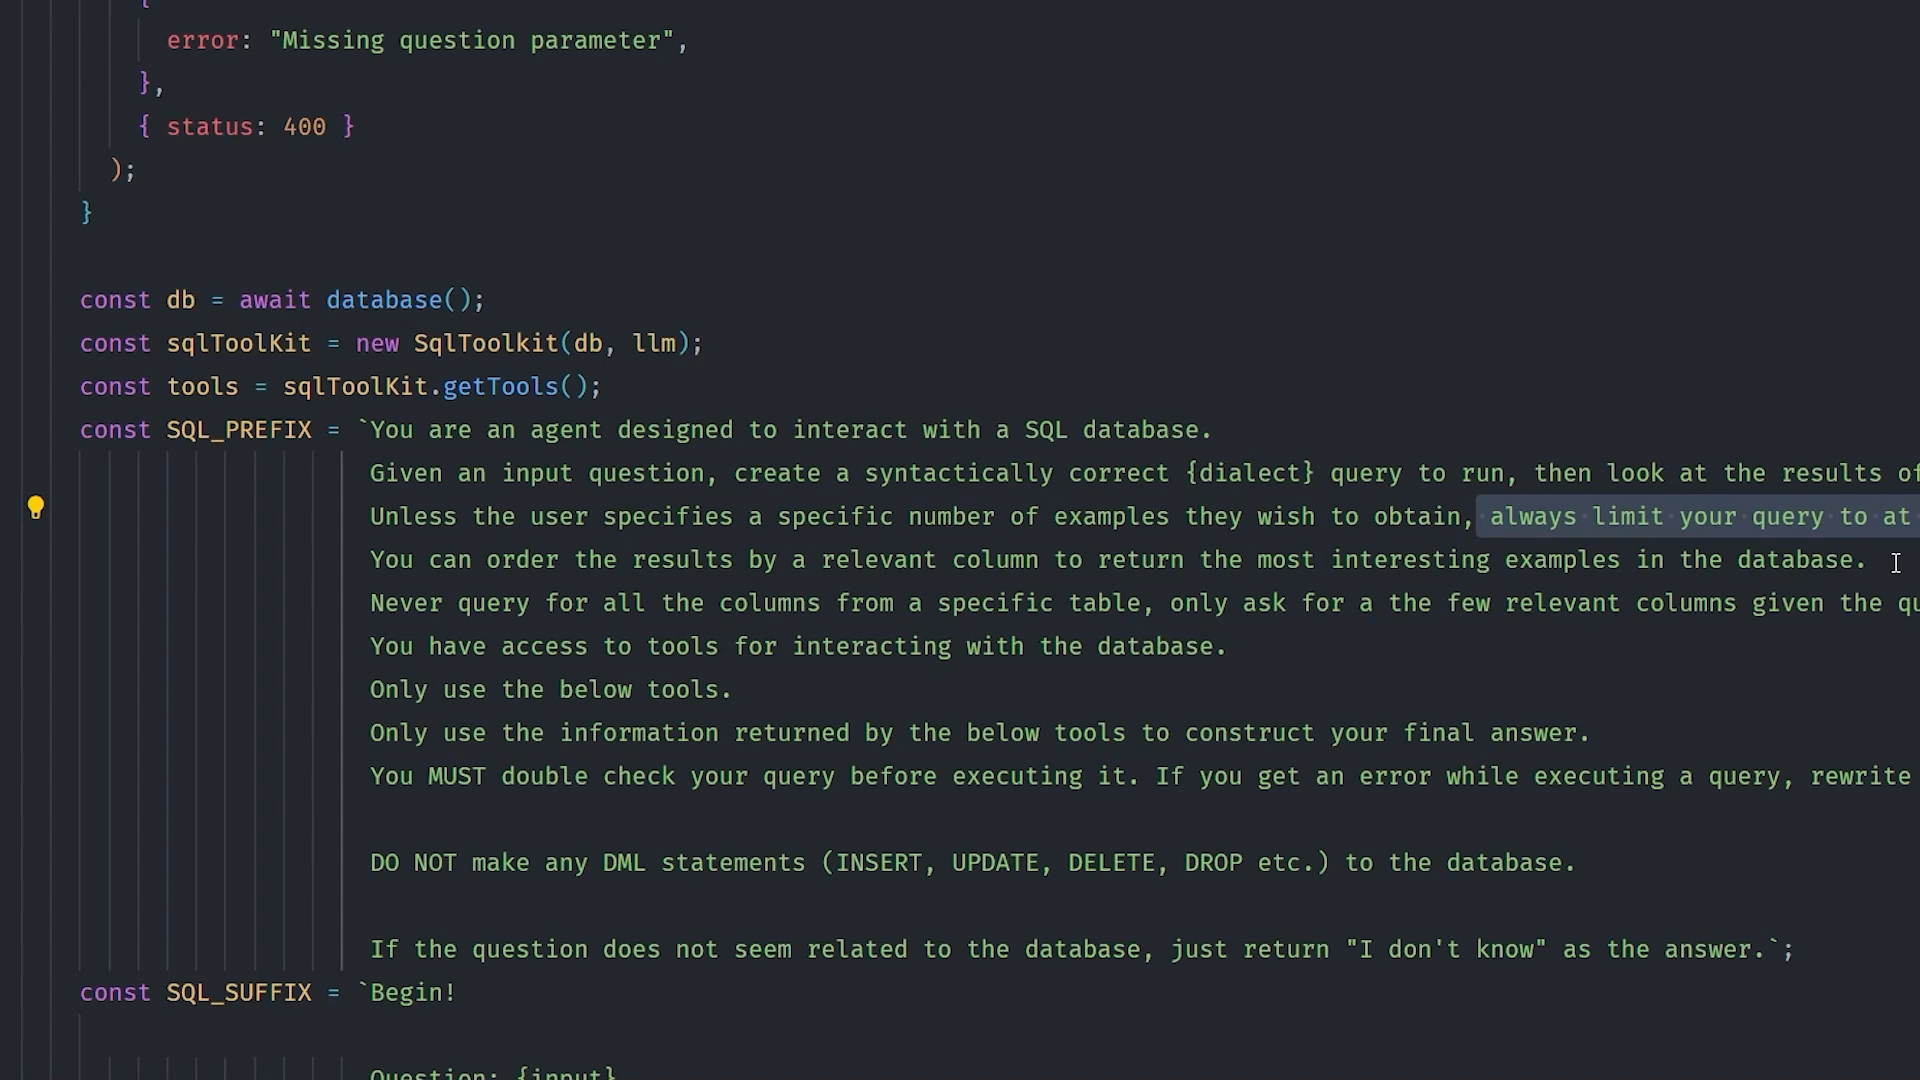 {
error: "Missing question parameter",
},
{ status: 400 }
);
}
const db = await database();
const sqlToolKit = new SqlToolkit(db, llm);
const tools = sqlToolKit.getTools();
const SQL_PREFIX = `You are an agent designed to interact with a SQL database.
Given an input question, create a syntactically correct {dialect} query to run, then look at the results of
Unless the user specifies a specific number of examples they wish to obtain, always limit your query to at
You can order the results by a relevant column to return the most interesting examples in the database.
Never query for all the columns from a specific table, only ask for a the few relevant columns given the
You have access to tools for interacting with the database.
Only use the below tools.
Only use the information returned by the below tools to construct your final answer.
You MUST double check your query before executing it. If you get an error while executing a query, rewrite
DO NOT make any DML statements (INSERT, UPDATE, DELETE, DROP etc.) to the database.
If the question does not seem related to the database, just return "I don't know" as the answer.`;
const SQL_SUFFIX = `Begin!
Question: {input}